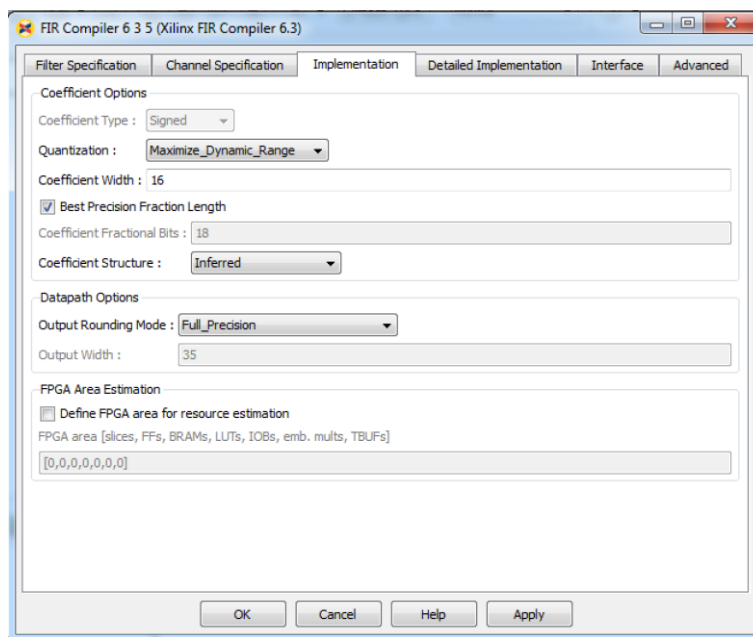 FIR Compiler 6 3 5 (Xilinx FIR Compiler 6.3)
Filter Specification Channel Specification Implementation Detailed Implementation Interface Advanced
Coefficient Options
Coefficient Type : Signed
Quantization : Maximize_Dynamic_Range
Coefficient Width : 16
Best Precision Fraction Length
Coefficient Fractional Bits : 18
Coefficient Structure : Inferred
Datapath Options
Output Rounding Mode : Full_Precision
Output Width : 35
FPGA Area Estimation
Define FPGA area for resource estimation
FPGA area [slices, FFs, BRAMs, LUTs, IOBs, emb. mults, TBUFs]
[0,0,0,0,0,0,0]
OK Cancel Help Apply